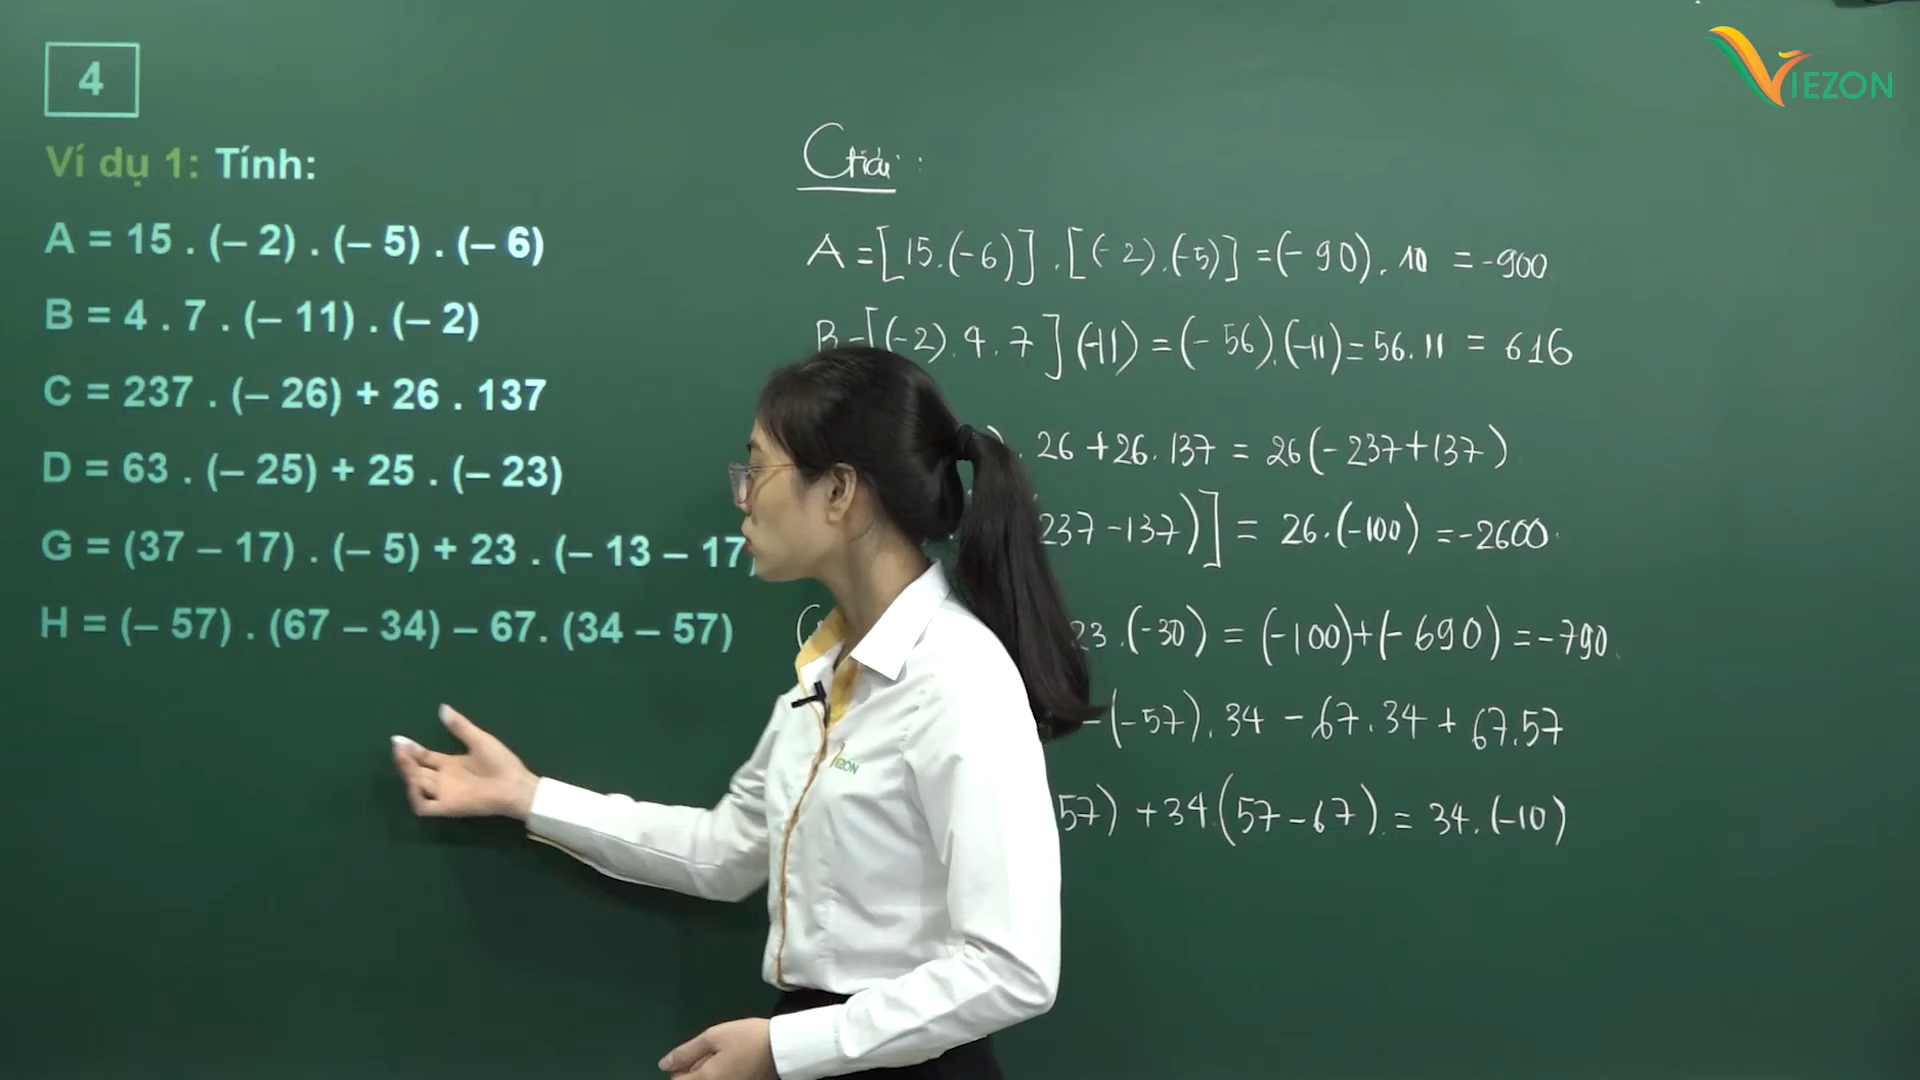 4
VIEZON
Ví dụ 1: Tính:
A = 15 . (– 2) . (– 5) . (– 6)
B = 4 . 7 . (– 11) . (– 2)
C = 237 . (– 26) + 26 . 137
D = 63 . (– 25) + 25 . (– 23)
G = (37 – 17) . (– 5) + 23 . (– 13 – 17
H = (– 57) . (67 – 34) – 67. (34 – 57)
Giải:
A = [15.(-6)] . [(-2).(-5)] = (-90). 10 = -900
B = [(-2). 4. 7] (-11) = (-56).(-11) = 56. 11 = 616
. 26 + 26. 137 = 26(-237+137)
237 - 137)] = 26.(-100) = -2600
23 .(-30) = (-100)+(-690) = -790.
-(-57). 34 - 67.34 + 67.57
57) + 34.(57-67). = 34. (-10)
VIEZON